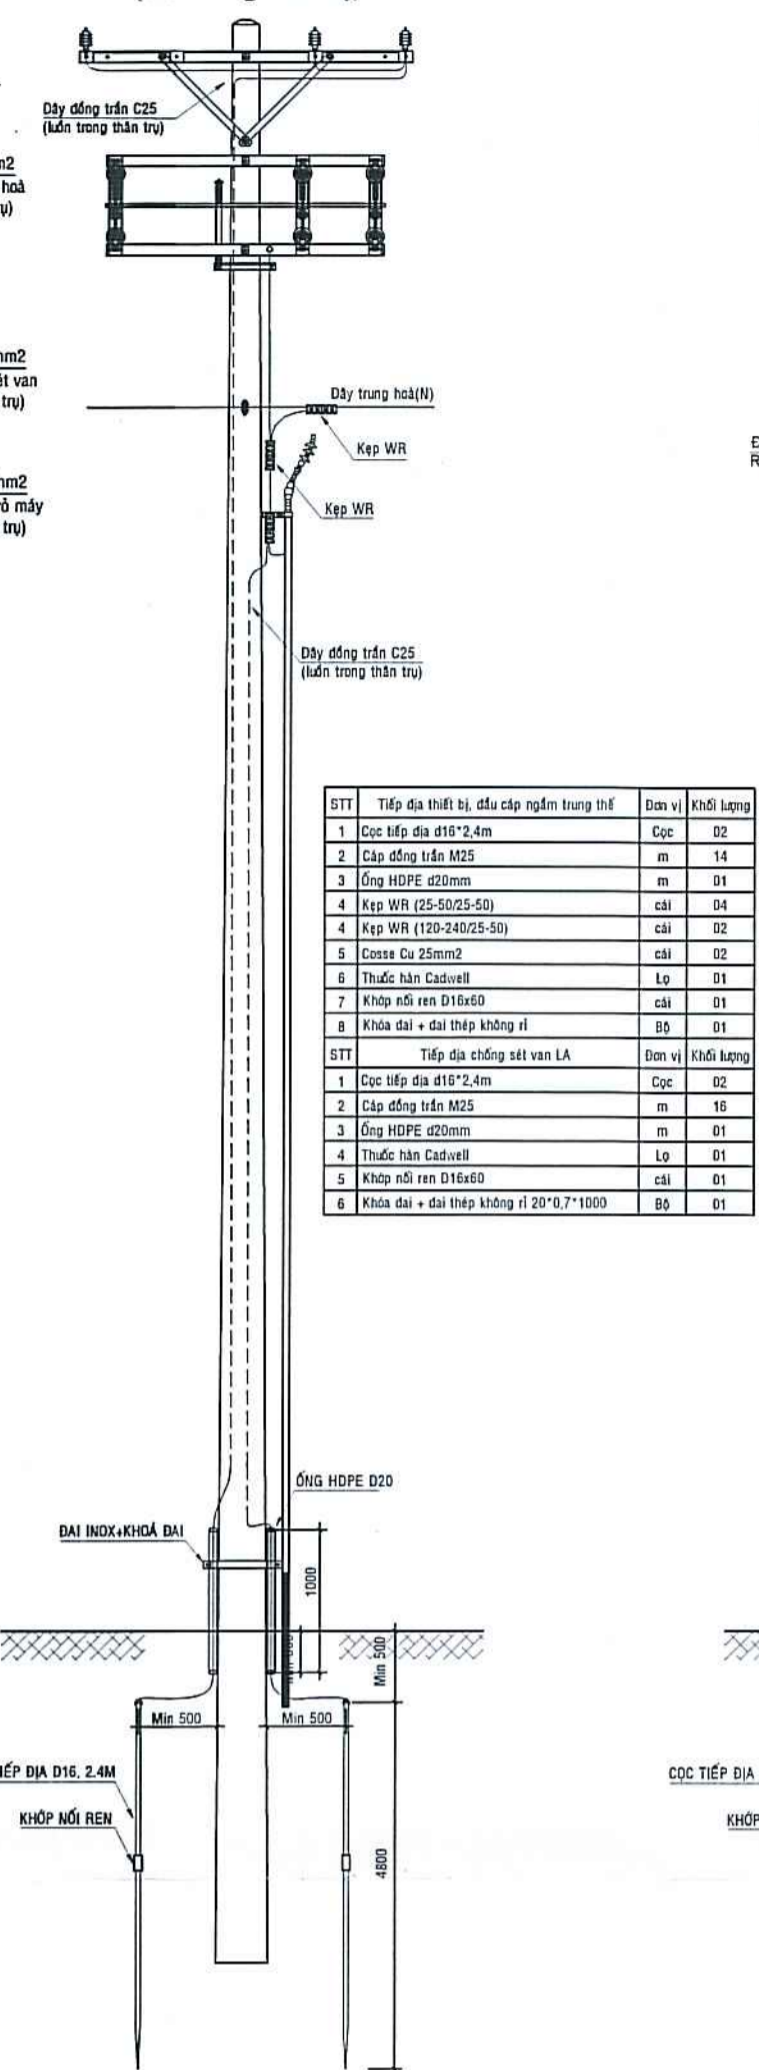 Dây đồng trần C25
(luồn trong thân trụ)
hoà
mm2
ét van
trụ)
Dây trung hoà(N)
Kẹp WR
mm2
ỏ máy
trụ)
Kẹp WR
Dây đồng trần C25
(luồn trong thân trụ)
STT Tiếp địa thiết bị, đầu cáp ngầm trung thế Đơn vị Khối lượng
1 Cọc tiếp địa d16*2,4m Cọc 02
2 Cáp đồng trần M25 m 14
3 Ống HDPE d20mm m 01
4 Kẹp WR (25-50/25-50) cái 04
4 Kẹp WR (120-240/25-50) cái 02
5 Cosse Cu 25mm2 cái 02
6 Thuốc hàn Cadwell Lọ 01
7 Khớp nối ren D16x60 cái 01
8 Khóa đai + đai thép không rỉ Bộ 01
STT Tiếp địa chống sét van LA Đơn vị Khối lượng
1 Cọc tiếp địa d16*2,4m Cọc 02
2 Cáp đồng trần M25 m 16
3 Ống HDPE d20mm m 01
4 Thuốc hàn Cadwell Lọ 01
5 Khớp nối ren D16x60 cái 01
6 Khóa đai + đai thép không rỉ 20*0,7*1000 Bộ 01
ỐNG HDPE D20
ĐAI INOX+KHOÁ ĐAI
1000
Min 500
Min 500
Min 500
IẾP ĐỊA D16, 2.4M
CỌC TIẾP ĐỊA
KHỚP NỐI REN
KHỚP
4800